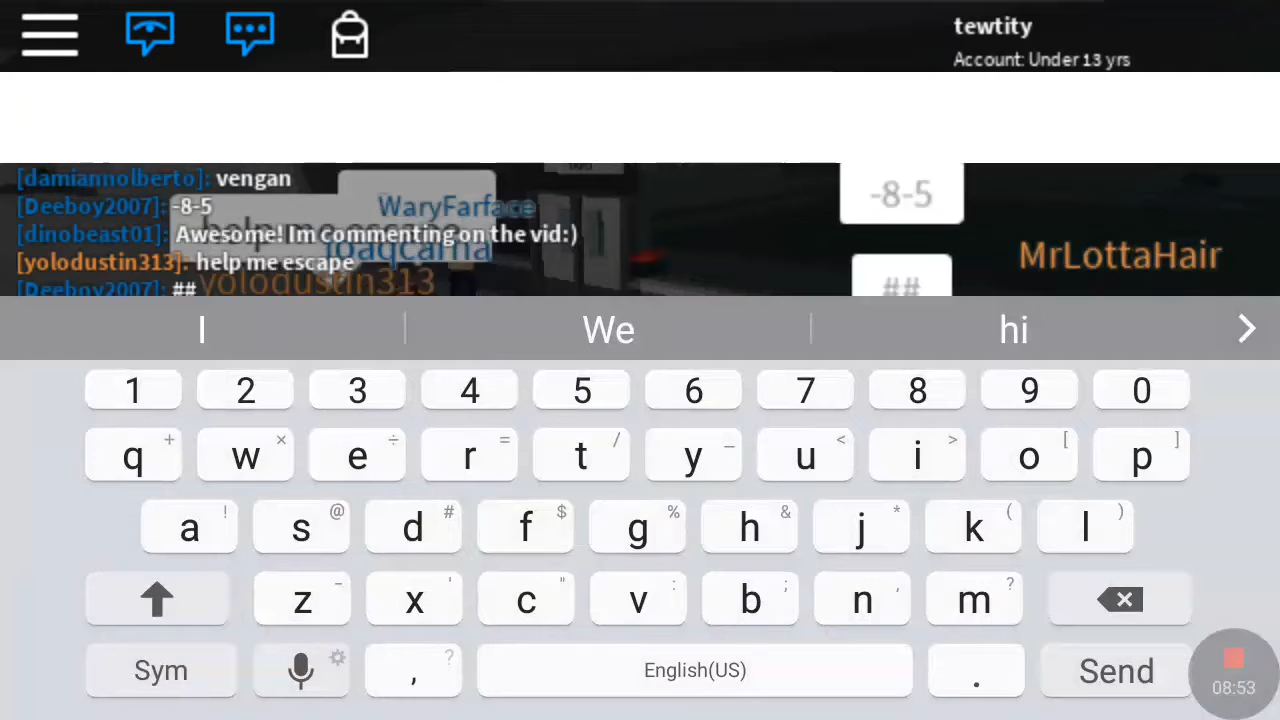 tewtity
Account: Under 13 yrs
[damiannolberto]: vengan
[Deeboy2007]: -8-5
[dinobeast01]: Awesome! Im commenting on the vid:)
[yolodustin313]: help me escape
[Deeboy2007]: ##
WaryFarface
joaqcarna
yolodustin313
-8-5
##
MrLottaHair
I We hi
1 2 3 4 5 6 7 8 9 0
q + w × e ÷ r = t / y _ u < i > o [ p ]
a ! s @ d # f $ g % h & j * k ( l )
z - x ' c " v : b ; n , m ?
Sym , ? English(US) . Send
08:53